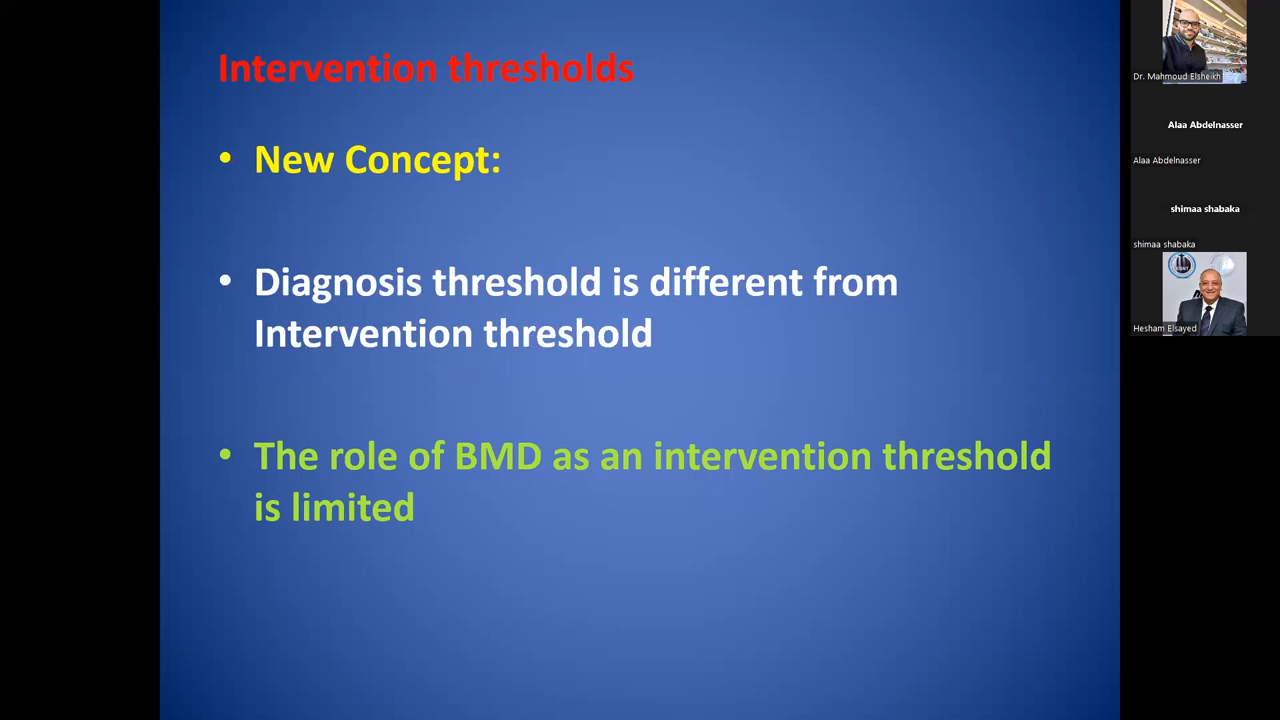 Intervention thresholds
• New Concept:
• Diagnosis threshold is different from
Intervention threshold
• The role of BMD as an intervention threshold
is limited
Dr. Mahmoud Elsheikh
Alaa Abdelnasser
Alaa Abdelnasser
shimaa shabaka
shimaa shabaka
Hesham Elsayed